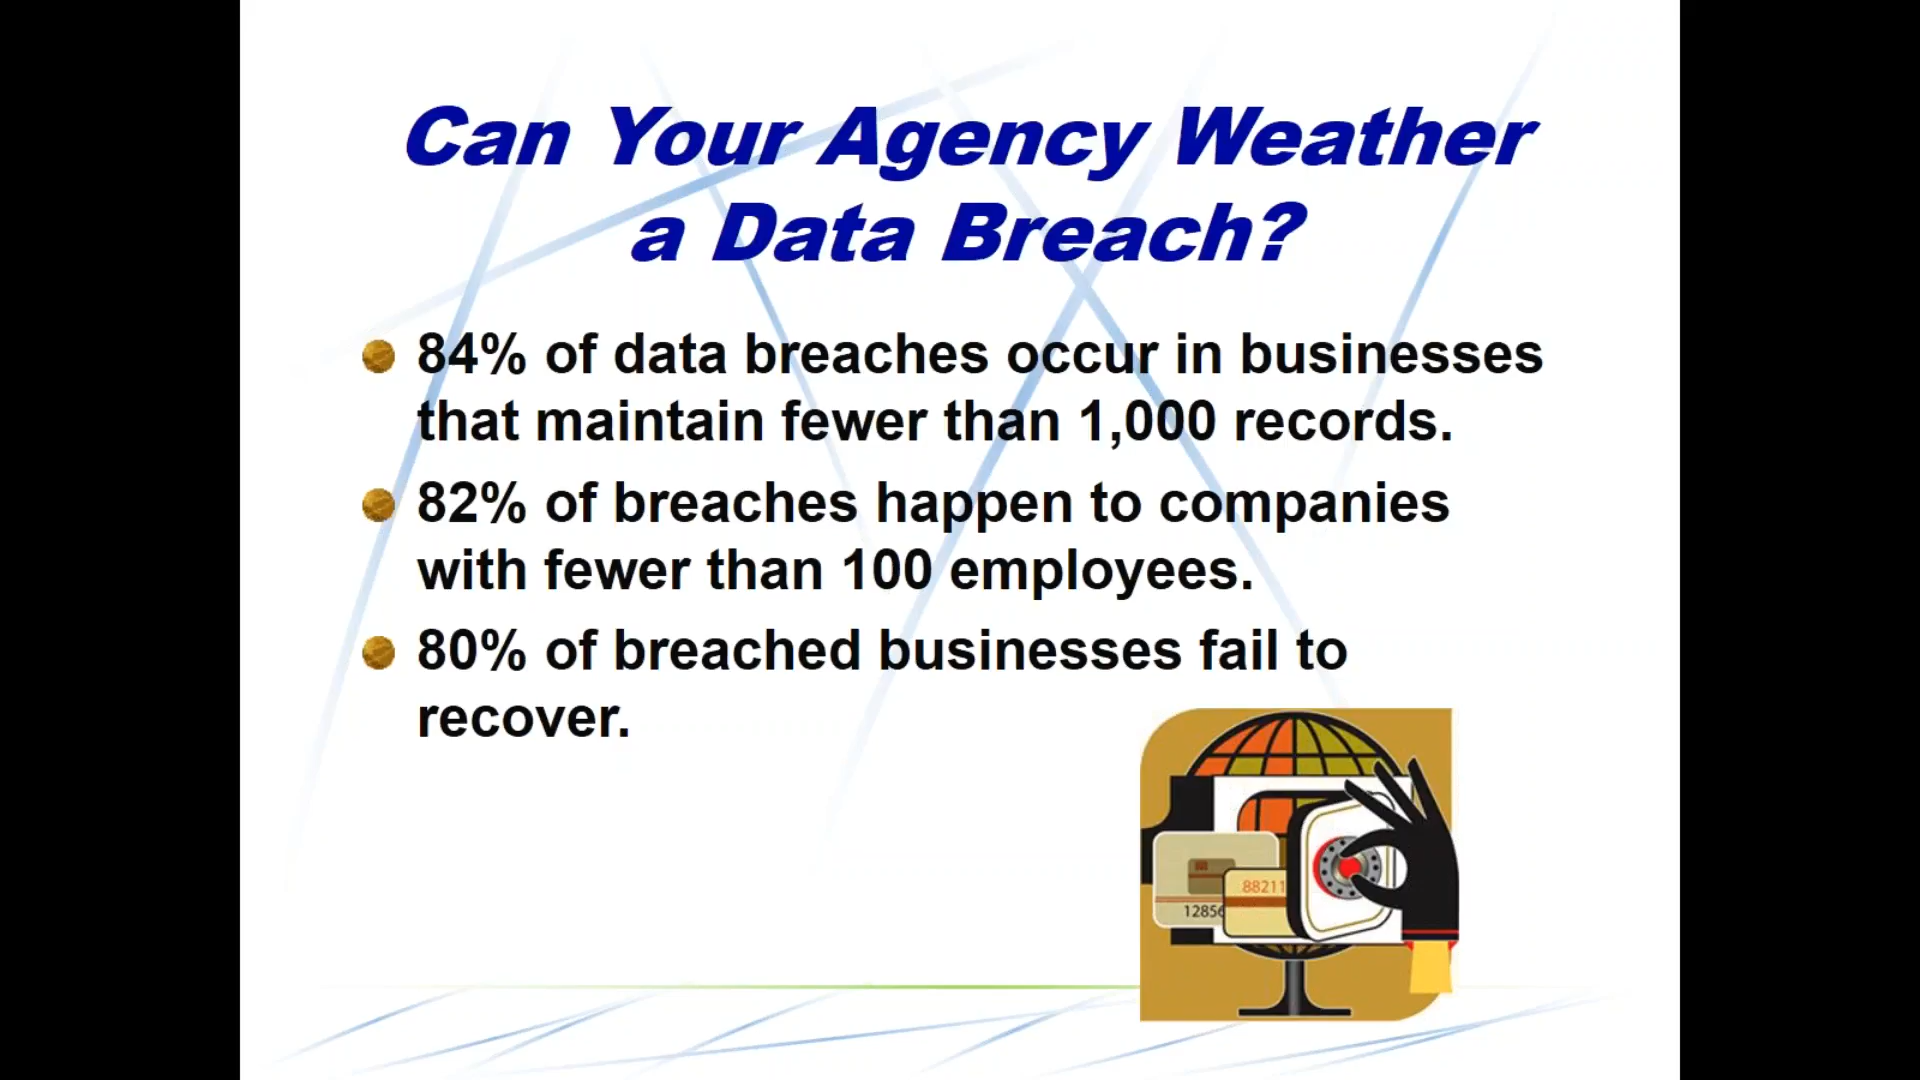 Can Your Agency Weather
a Data Breach?
84% of data breaches occur in businesses
that maintain fewer than 1,000 records.
82% of breaches happen to companies
with fewer than 100 employees.
80% of breached businesses fail to
recover.
88211
12856